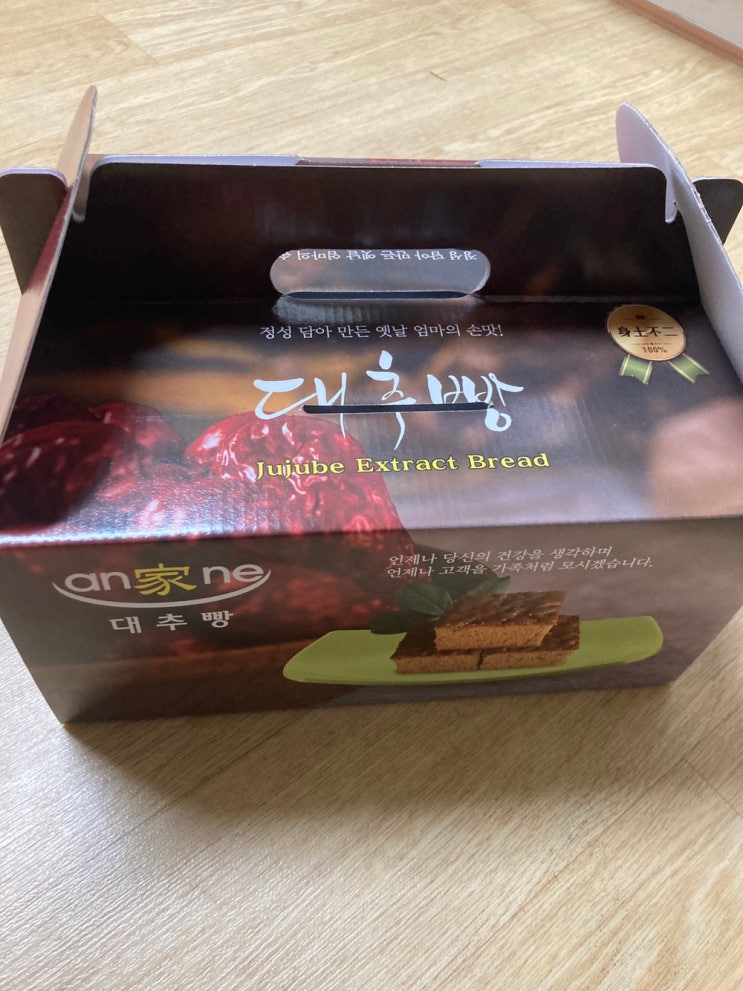 정성 담아 만든 옛날 엄마의 손맛!
身土不二
100%
대추빵
Jujube Extract Bread
an家ne
대추빵
언제나 당신의 건강을 생각하며
언제나 고객을 가족처럼 모시겠습니다.